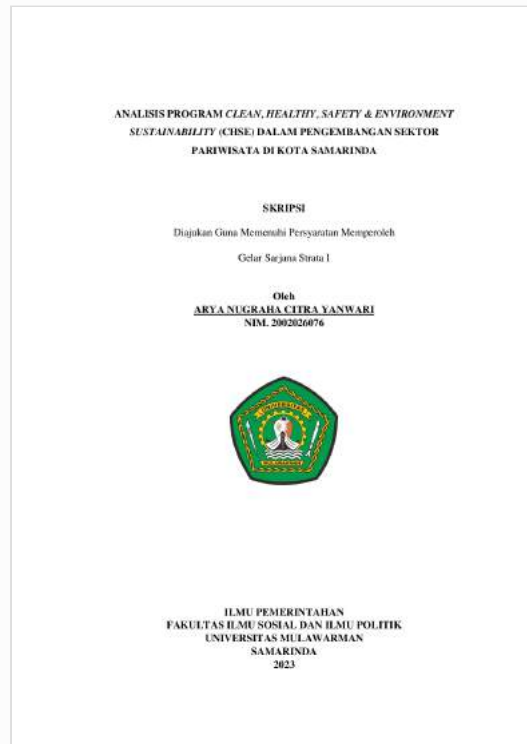 ANALISIS PROGRAM CLEAN, HEALTHY, SAFETY & ENVIRONMENT
SUSTAINABILITY (CHSE) DALAM PENGEMBANGAN SEKTOR
PARIWISATA DI KOTA SAMARINDA
SKRIPSI
Diajukan Guna Memenuhi Persyaratan Memperoleh
Gelar Sarjana Strata I
Oleh
ARYA NUGRAHA CITRA YANWARI
NIM. 2002026076
UNIVERSITAS
MULAWARMAN
ILMU PEMERINTAHAN
FAKULTAS ILMU SOSIAL DAN ILMU POLITIK
UNIVERSITAS MULAWARMAN
SAMARINDA
2023